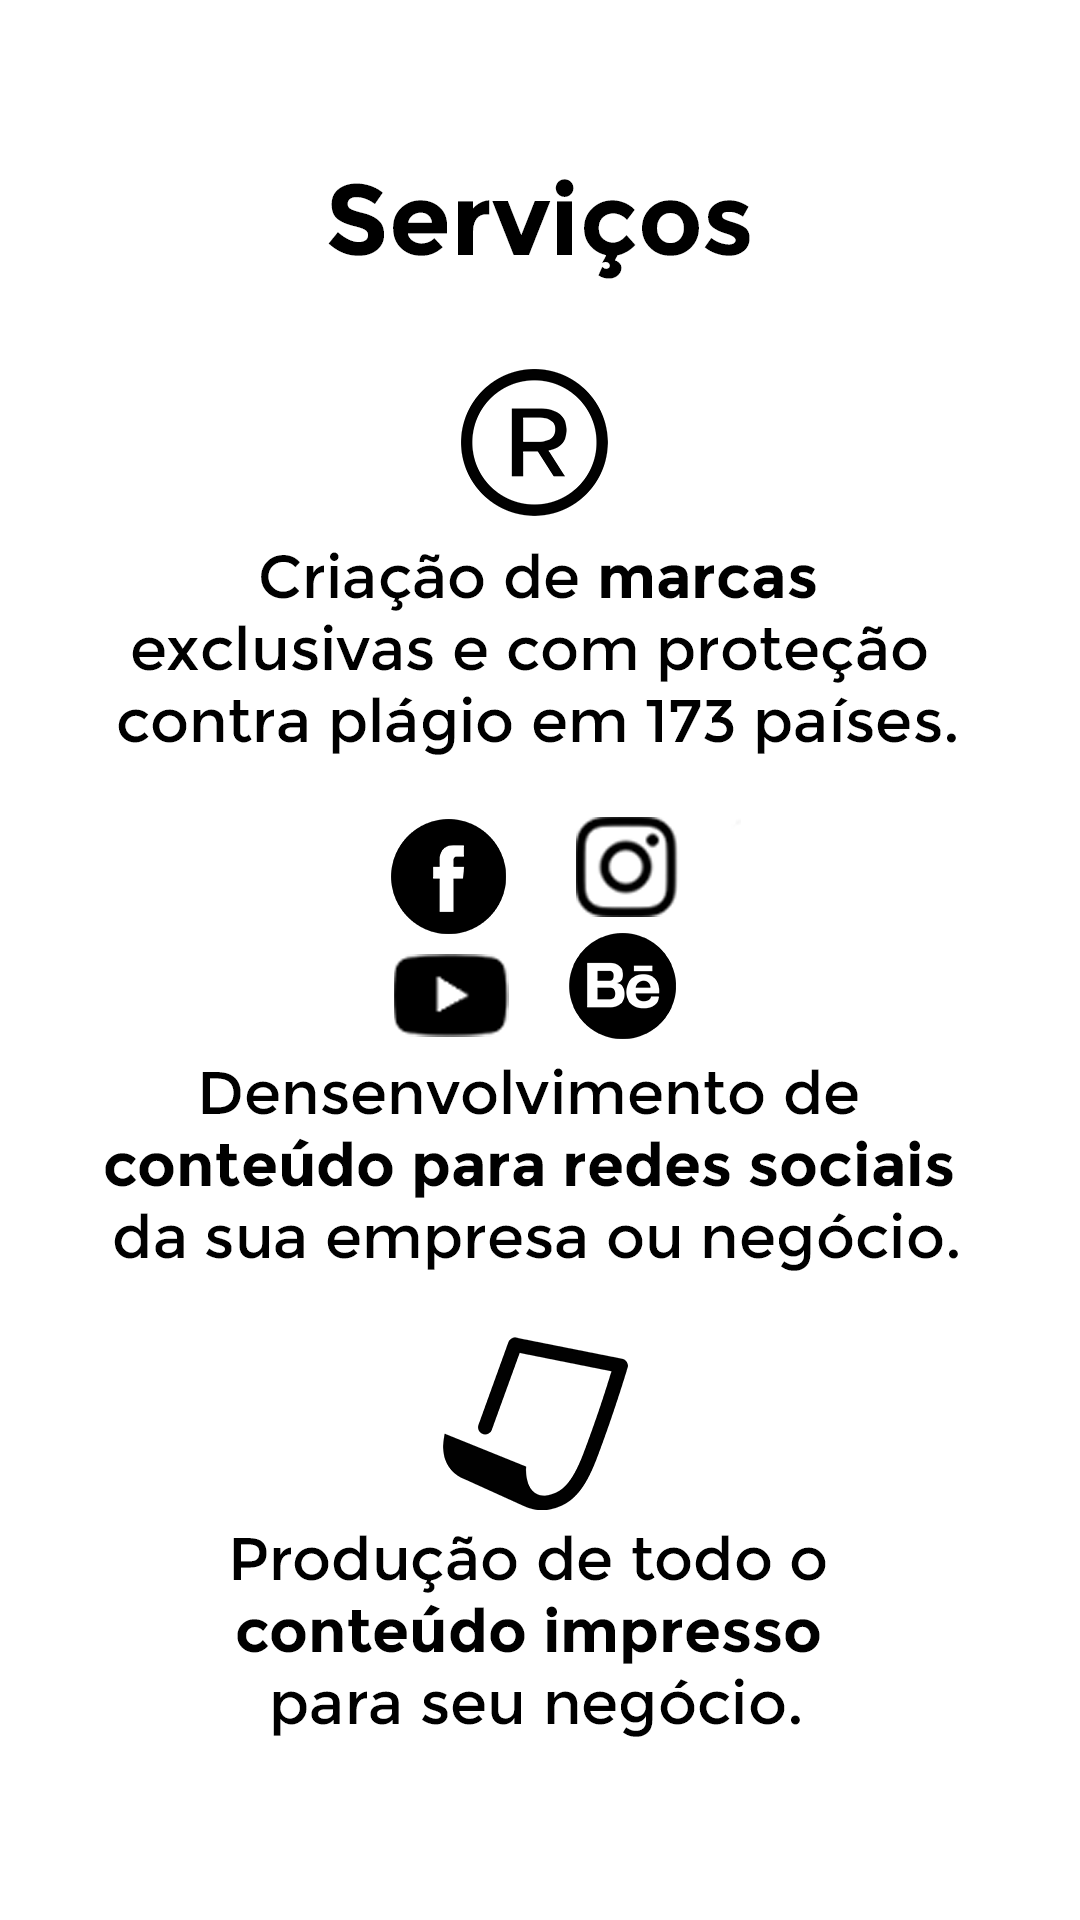 Serviços
R
Criação de marcas
exclusivas e com proteção
contra plágio em 173 países.
f
Bē
Densenvolvimento de
conteúdo para redes sociais
da sua empresa ou negócio.
Produção de todo o
conteúdo impresso
para seu negócio.